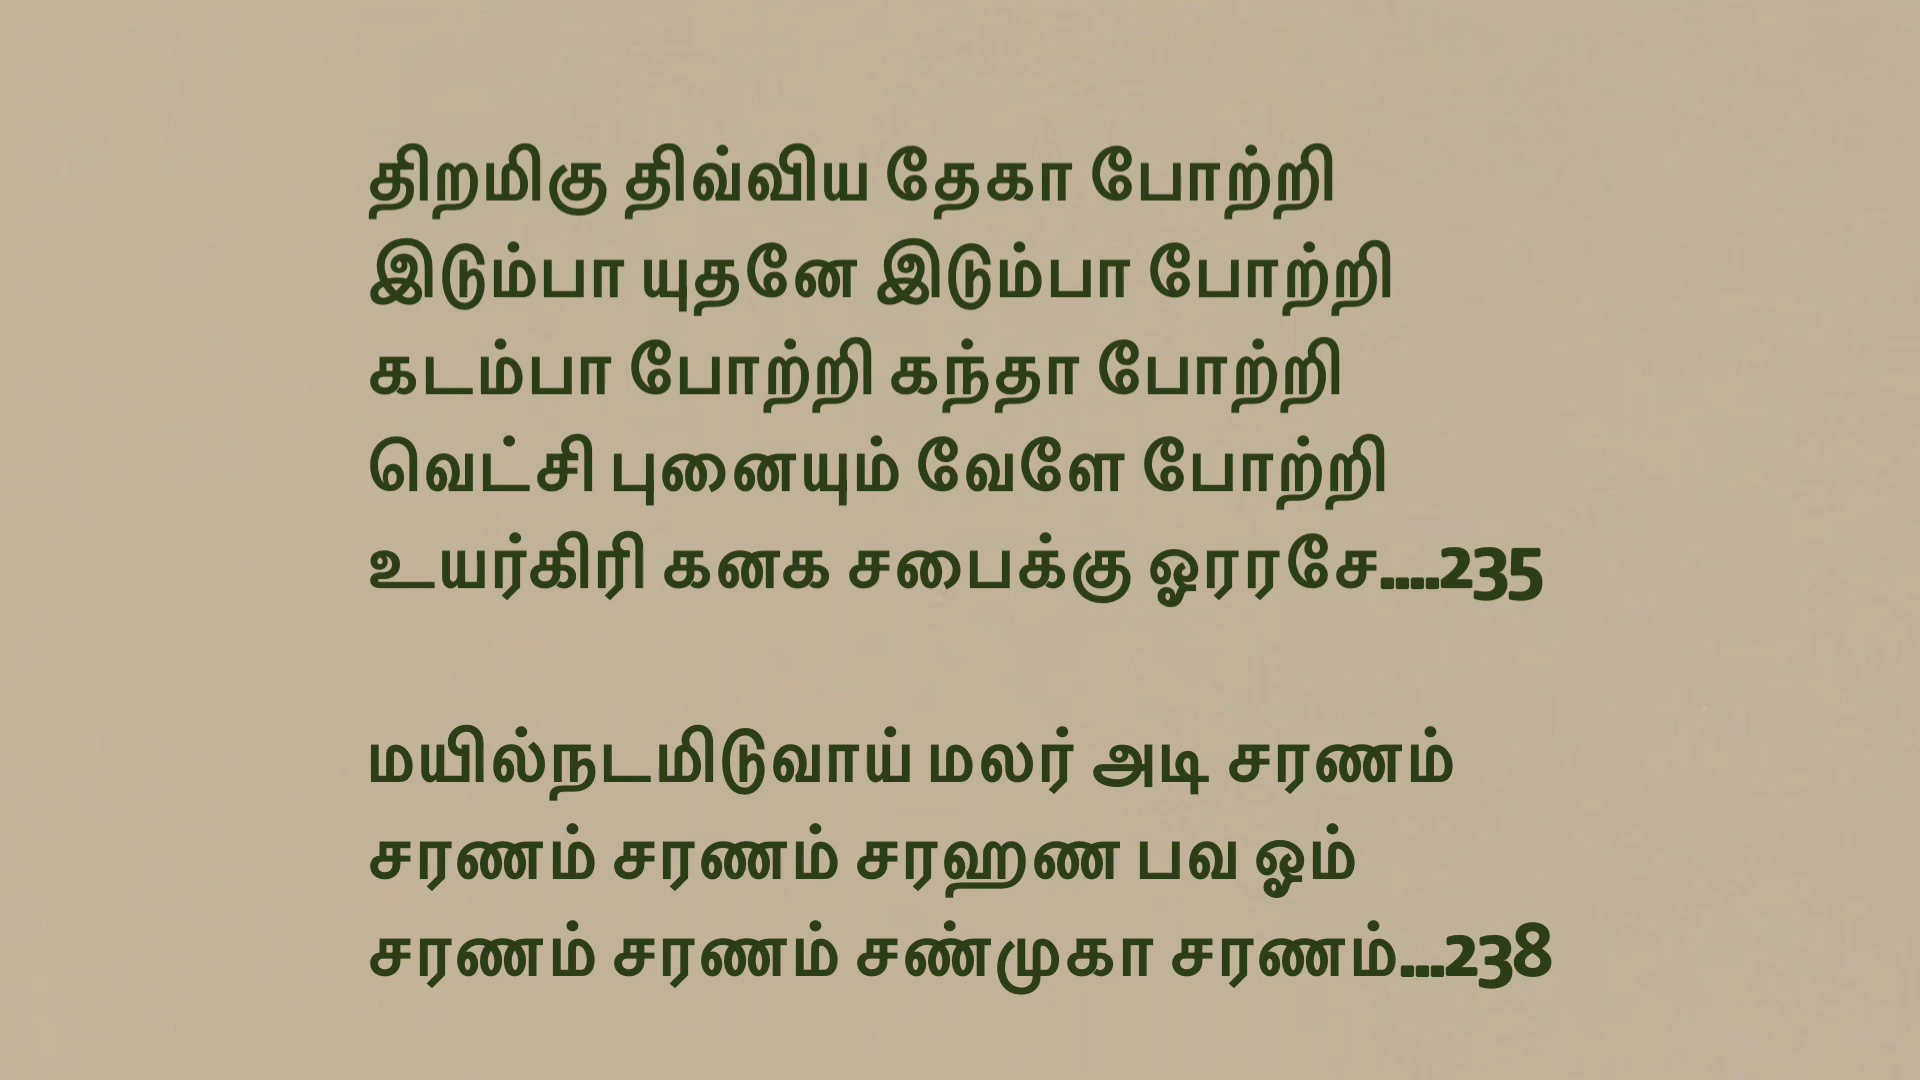 திறமிகு திவ்விய தேகா போற்றி
இடும்பா யுதனே இடும்பா போற்றி
கடம்பா போற்றி கந்தா போற்றி
வெட்சி புனையும் வேளே போற்றி
உயர்கிரி கனக சபைக்கு ஓரரசே....235
மயில்நடமிடுவாய் மலர் அடி சரணம்
சரணம் சரணம் சரஹண பவ ஓம்
சரணம் சரணம் சண்முகா சரணம்...238